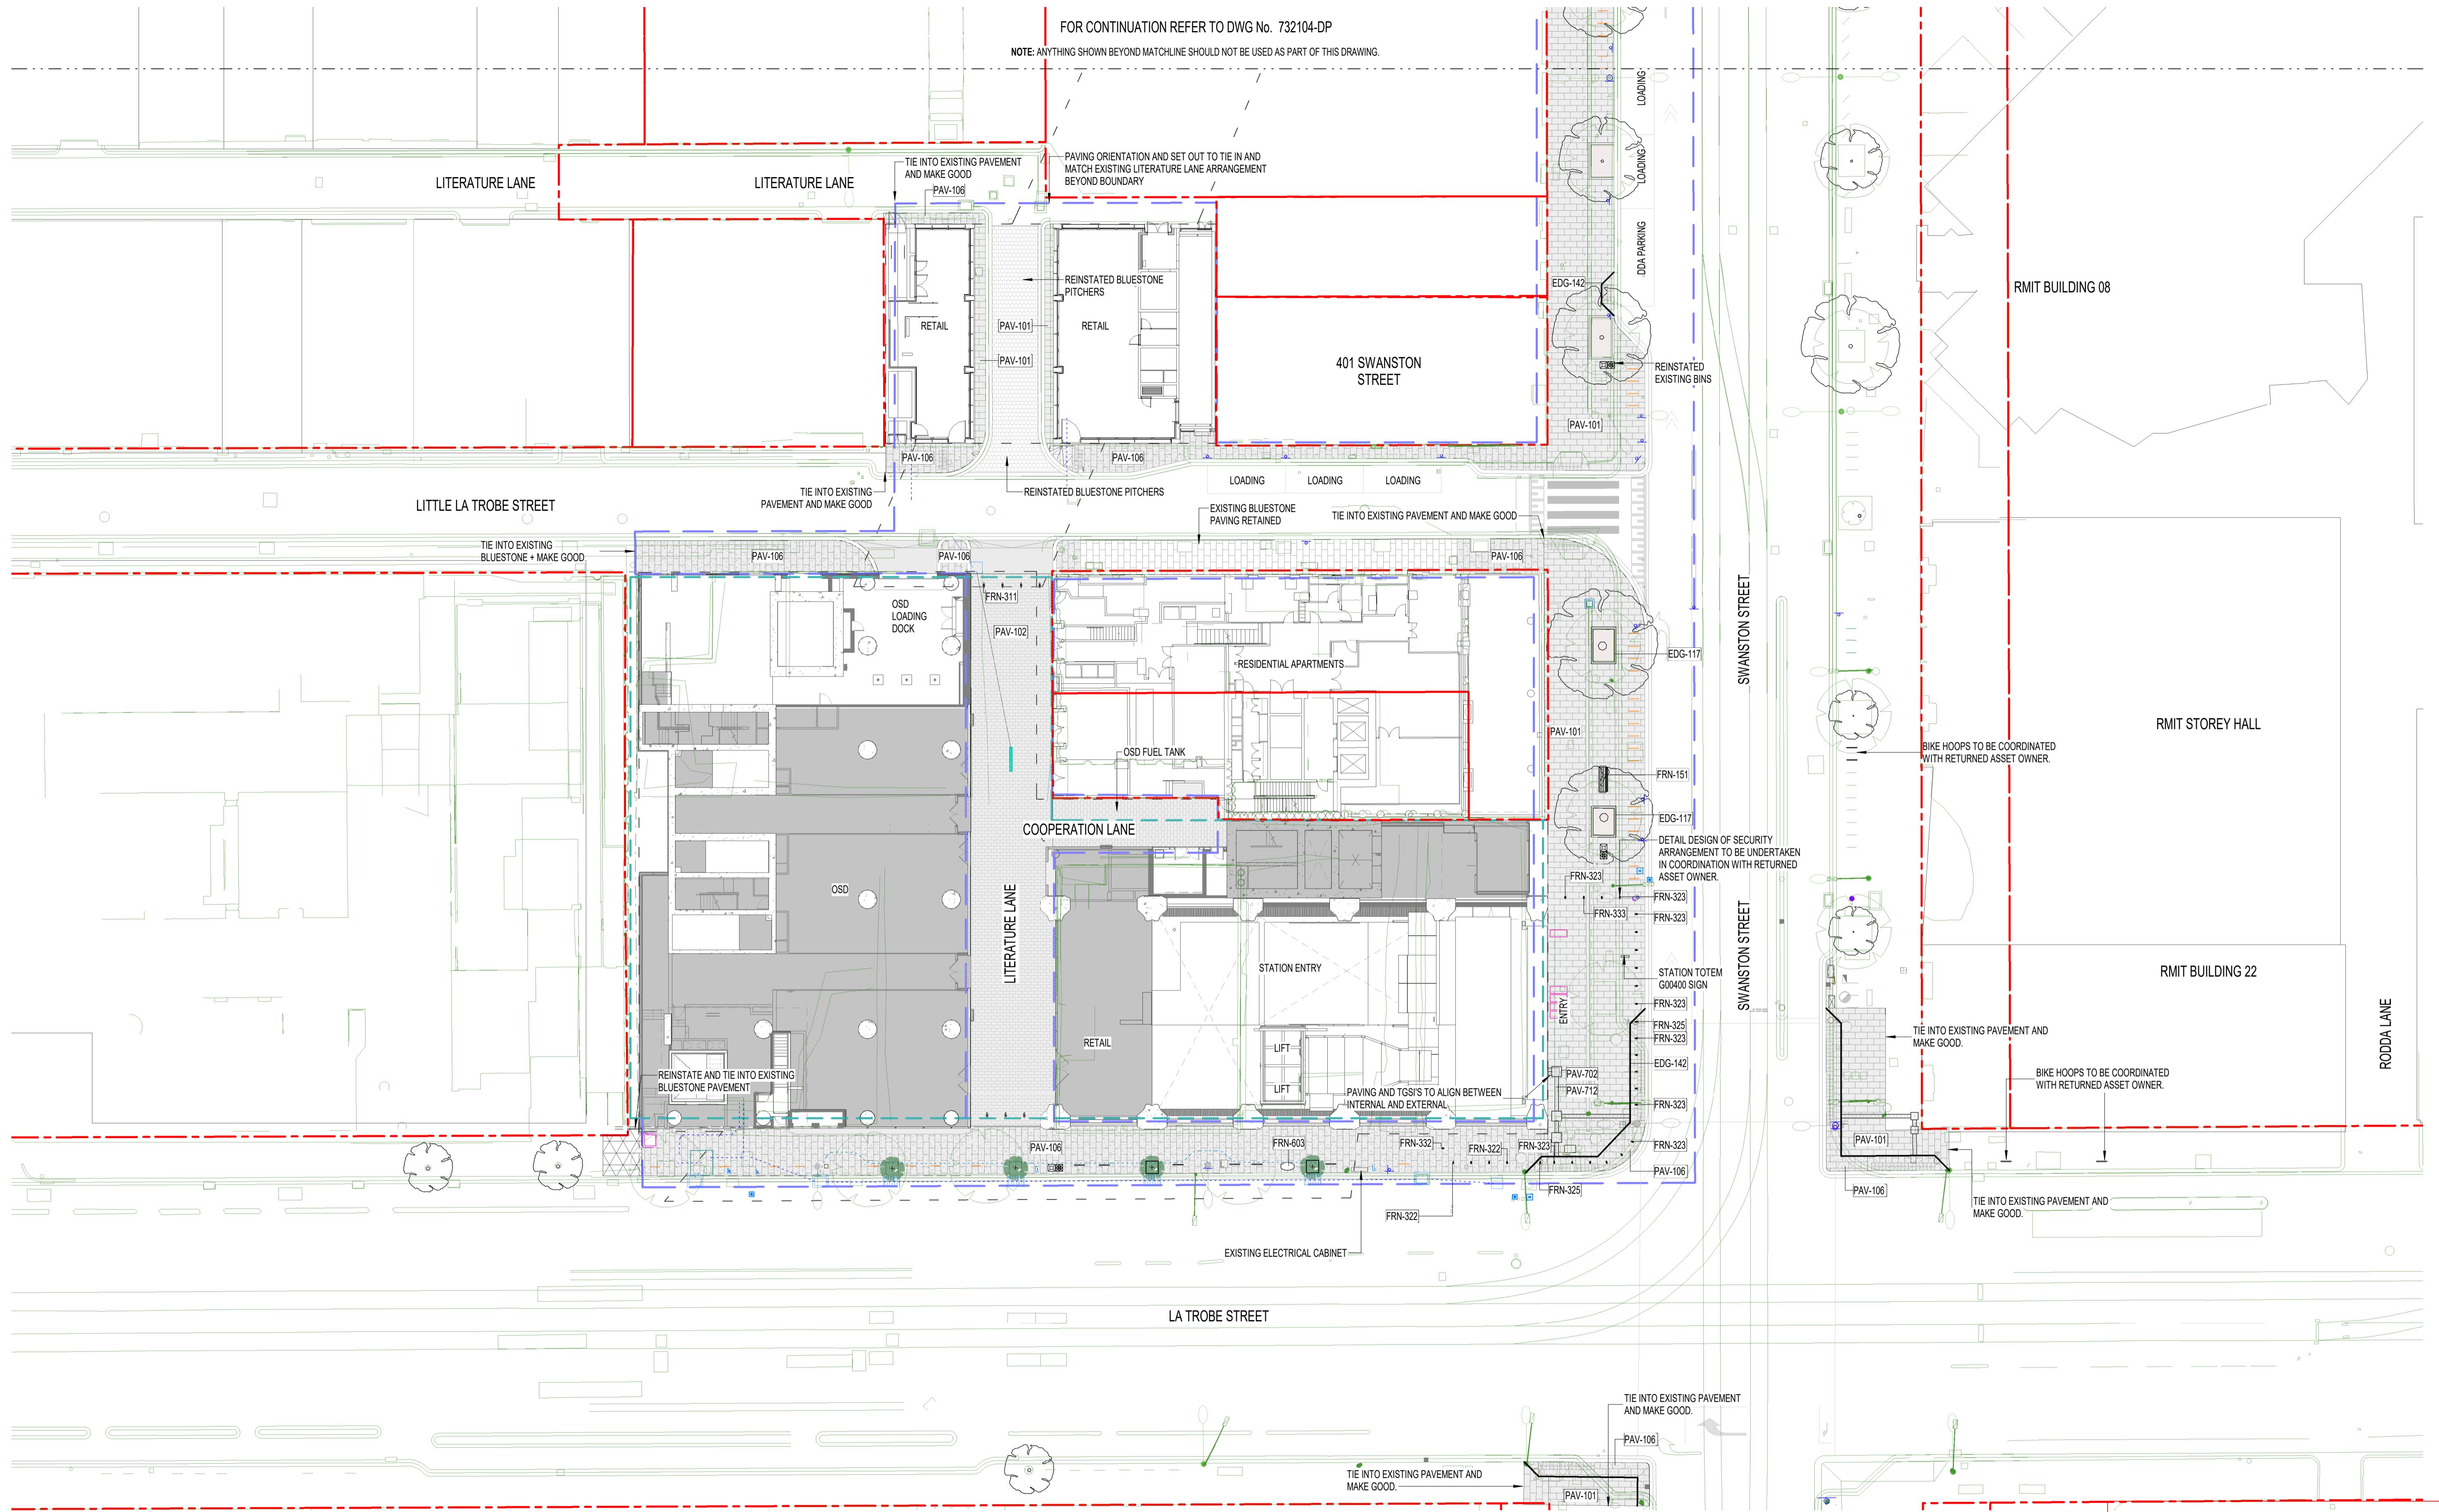 FOR CONTINUATION REFER TO DWG No. 732104-DP
NOTE: ANYTHING SHOWN BEYOND MATCHLINE SHOULD NOT BE USED AS PART OF THIS DRAWING.
LOADING
LOADING
DDA PARKING
TIE INTO EXISTING PAVEMENT
AND MAKE GOOD
PAV-106
PAVING ORIENTATION AND SET OUT TO TIE IN AND
MATCH EXISTING LITERATURE LANE ARRANGEMENT
BEYOND BOUNDARY
LITERATURE LANE
LITERATURE LANE
REINSTATED BLUESTONE
PITCHERS
EDG-142
RMIT BUILDING 08
RETAIL
PAV-101
RETAIL
PAV-101
401 SWANSTON
STREET
REINSTATED
EXISTING BINS
PAV-101
PAV-106
PAV-106
LOADING
LOADING
LOADING
TIE INTO EXISTING
PAVEMENT AND MAKE GOOD
REINSTATED BLUESTONE PITCHERS
LITTLE LA TROBE STREET
EXISTING BLUESTONE
PAVING RETAINED
TIE INTO EXISTING PAVEMENT AND MAKE GOOD
TIE INTO EXISTING
BLUESTONE + MAKE GOOD
PAV-106
PAV-106
PAV-106
OSD
LOADING
DOCK
FRN-311
PAV-102
SWANSTON STREET
RESIDENTIAL APARTMENTS
EDG-117
PAV-101
RMIT STOREY HALL
OSD FUEL TANK
BIKE HOOPS TO BE COORDINATED
WITH RETURNED ASSET OWNER.
FRN-151
EDG-117
COOPERATION LANE
DETAIL DESIGN OF SECURITY
ARRANGEMENT TO BE UNDERTAKEN
IN COORDINATION WITH RETURNED
ASSET OWNER.
OSD
FRN-323
FRN-323
FRN-333
FRN-323
LITERATURE LANE
SWANSTON STREET
STATION ENTRY
STATION TOTEM
G00400 SIGN
RMIT BUILDING 22
ENTRY
FRN-323
FRN-325
FRN-323
RODDA LANE
RETAIL
LIFT
LIFT
EDG-142
TIE INTO EXISTING PAVEMENT AND
MAKE GOOD.
REINSTATE AND TIE INTO EXISTING
BLUESTONE PAVEMENT
PAV-702
PAV-712
PAVING AND TGSI'S TO ALIGN BETWEEN
INTERNAL AND EXTERNAL
FRN-323
BIKE HOOPS TO BE COORDINATED
WITH RETURNED ASSET OWNER.
PAV-106
FRN-603
FRN-332
FRN-322
FRN-323
FRN-323
PAV-101
PAV-106
FRN-325
PAV-106
FRN-322
TIE INTO EXISTING PAVEMENT AND
MAKE GOOD.
EXISTING ELECTRICAL CABINET
LA TROBE STREET
TIE INTO EXISTING PAVEMENT
AND MAKE GOOD.
PAV-106
TIE INTO EXISTING PAVEMENT AND
MAKE GOOD.
PAV-101